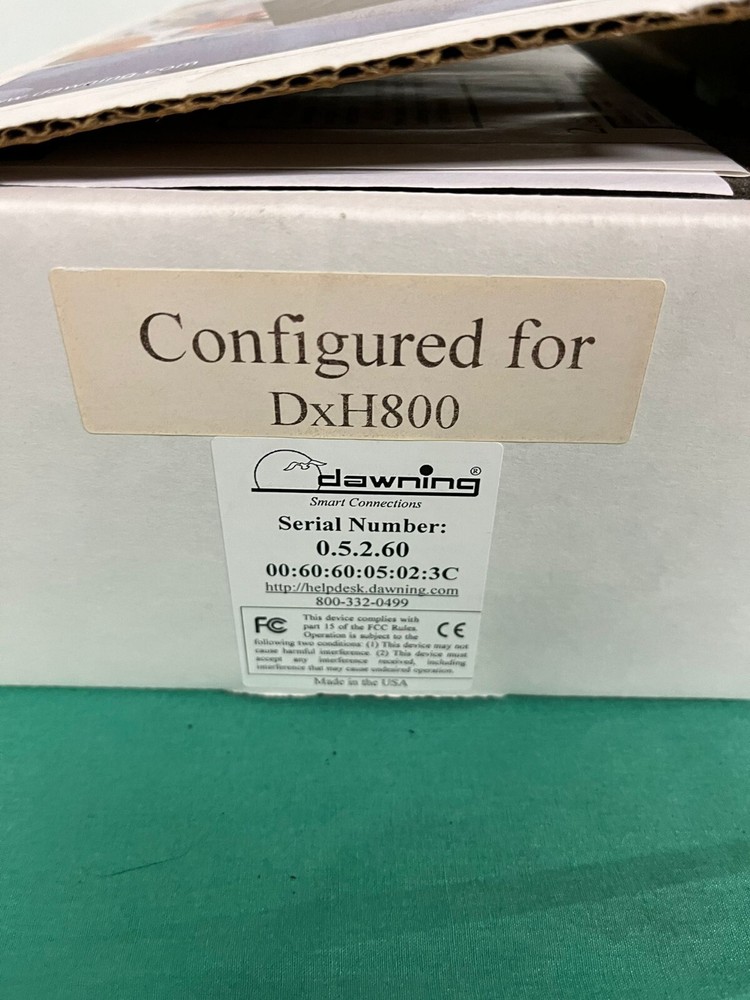 www.dawning.com
Configured for
DxH800
dawning®
Smart Connections
Serial Number:
0.5.2.60
00:60:60:05:02:3C
http://helpdesk.dawning.com
800-332-0499
FC
This device complies with
part 15 of the FCC Rules.
Operation is subject to the
CE
following two conditions: (1) This device may not
cause harmful interference. (2) This device must
accept any interference received, including
interference that may cause undesired operation.
Made in the USA